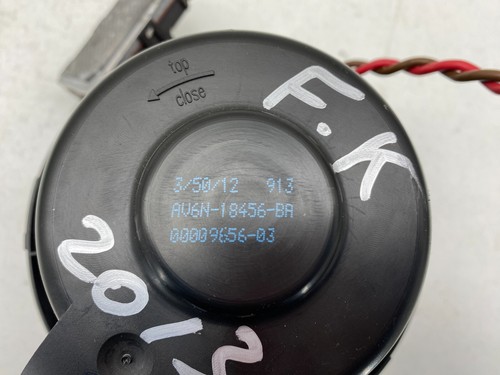 top
close
F.K
3/50/12 913
AV6N-18456-BA
00009656-03
2012